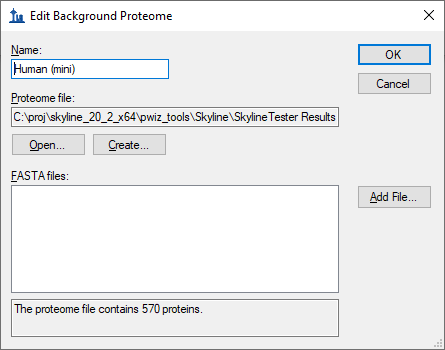 Edit Background Proteome
Name:
Human (mini)
OK
Cancel
Proteome file:
C:\proj\skyline_20_2_x64\pwiz_tools\Skyline\SkylineTester Results
Open...
Create...
FASTA files:
Add File...
The proteome file contains 570 proteins.